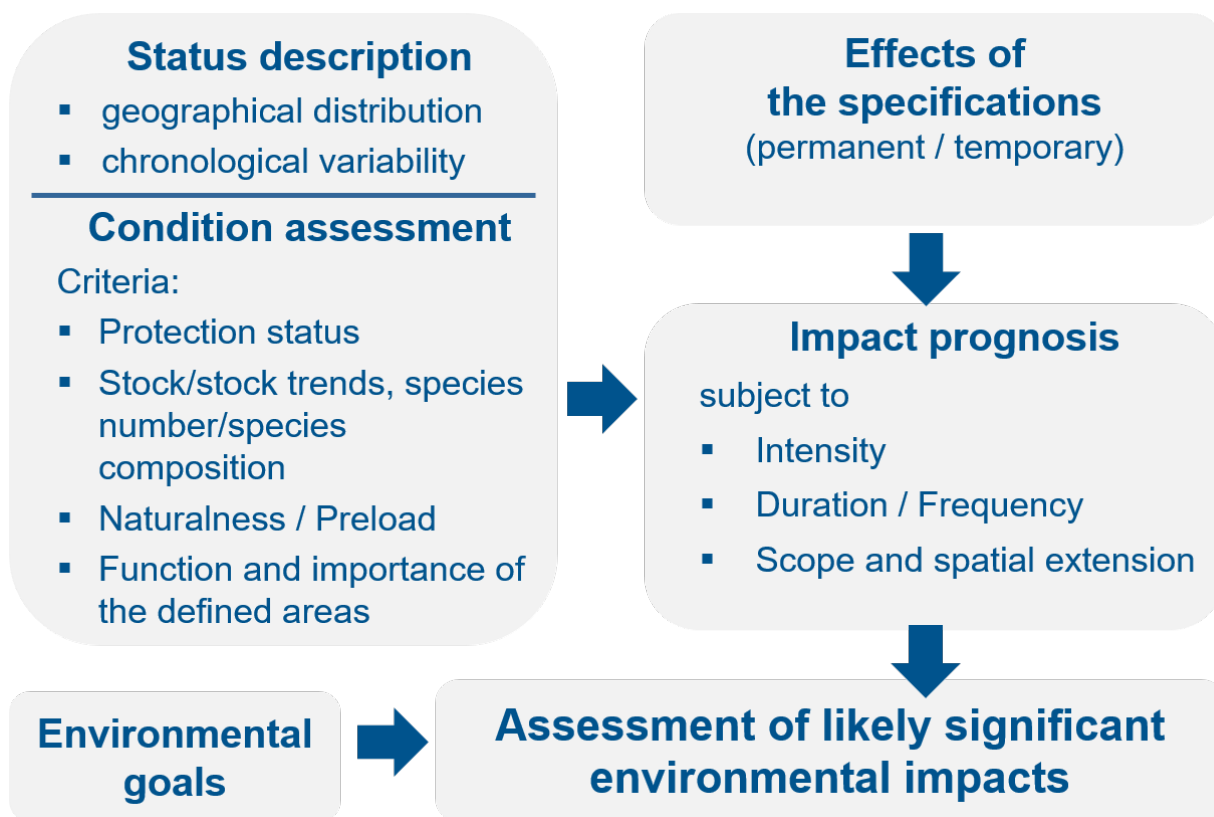 Status description
▪ geographical distribution
▪ chronological variability
Condition assessment
Criteria:
▪ Protection status
▪ Stock/stock trends, species
number/species
composition
▪ Naturalness / Preload
▪ Function and importance of
the defined areas
Effects of
the specifications
(permanent / temporary)
Impact prognosis
subject to
▪ Intensity
▪ Duration / Frequency
▪ Scope and spatial extension
Environmental
goals
Assessment of likely significant
environmental impacts